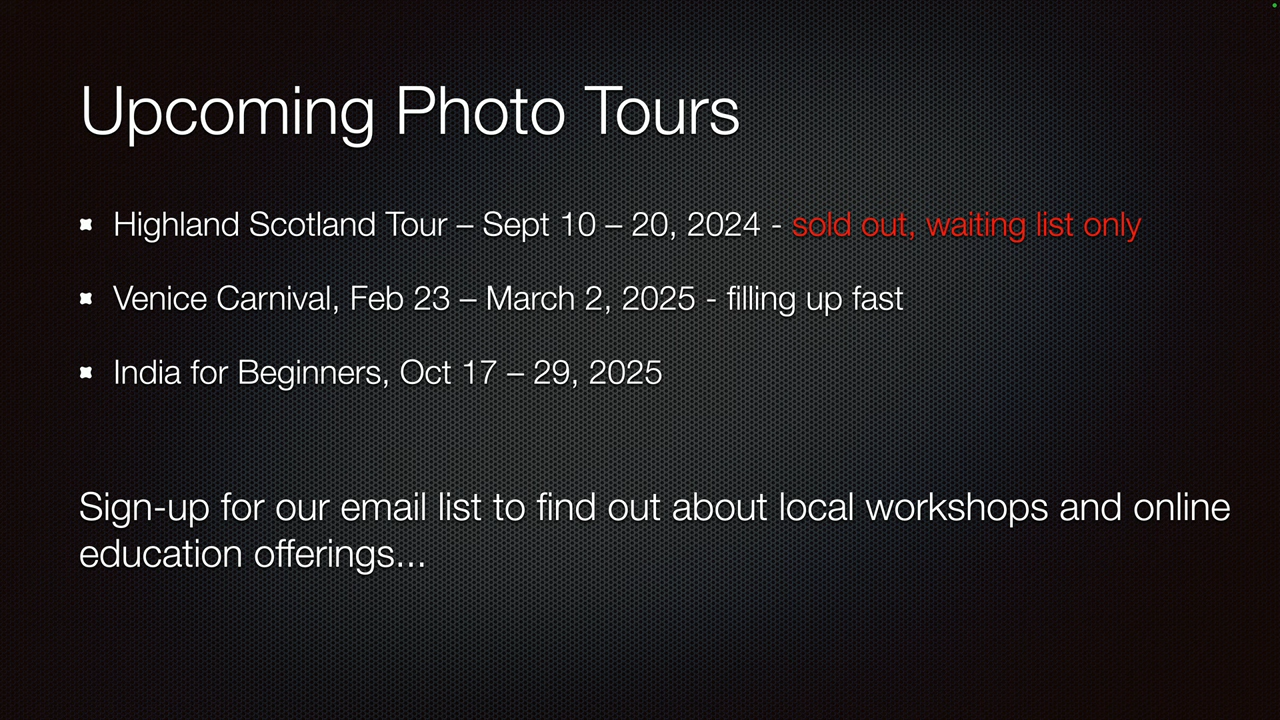 Upcoming Photo Tours
Highland Scotland Tour – Sept 10 – 20, 2024 - sold out, waiting list only
Venice Carnival, Feb 23 – March 2, 2025 - filling up fast
India for Beginners, Oct 17 – 29, 2025
Sign-up for our email list to find out about local workshops and online
education offerings...